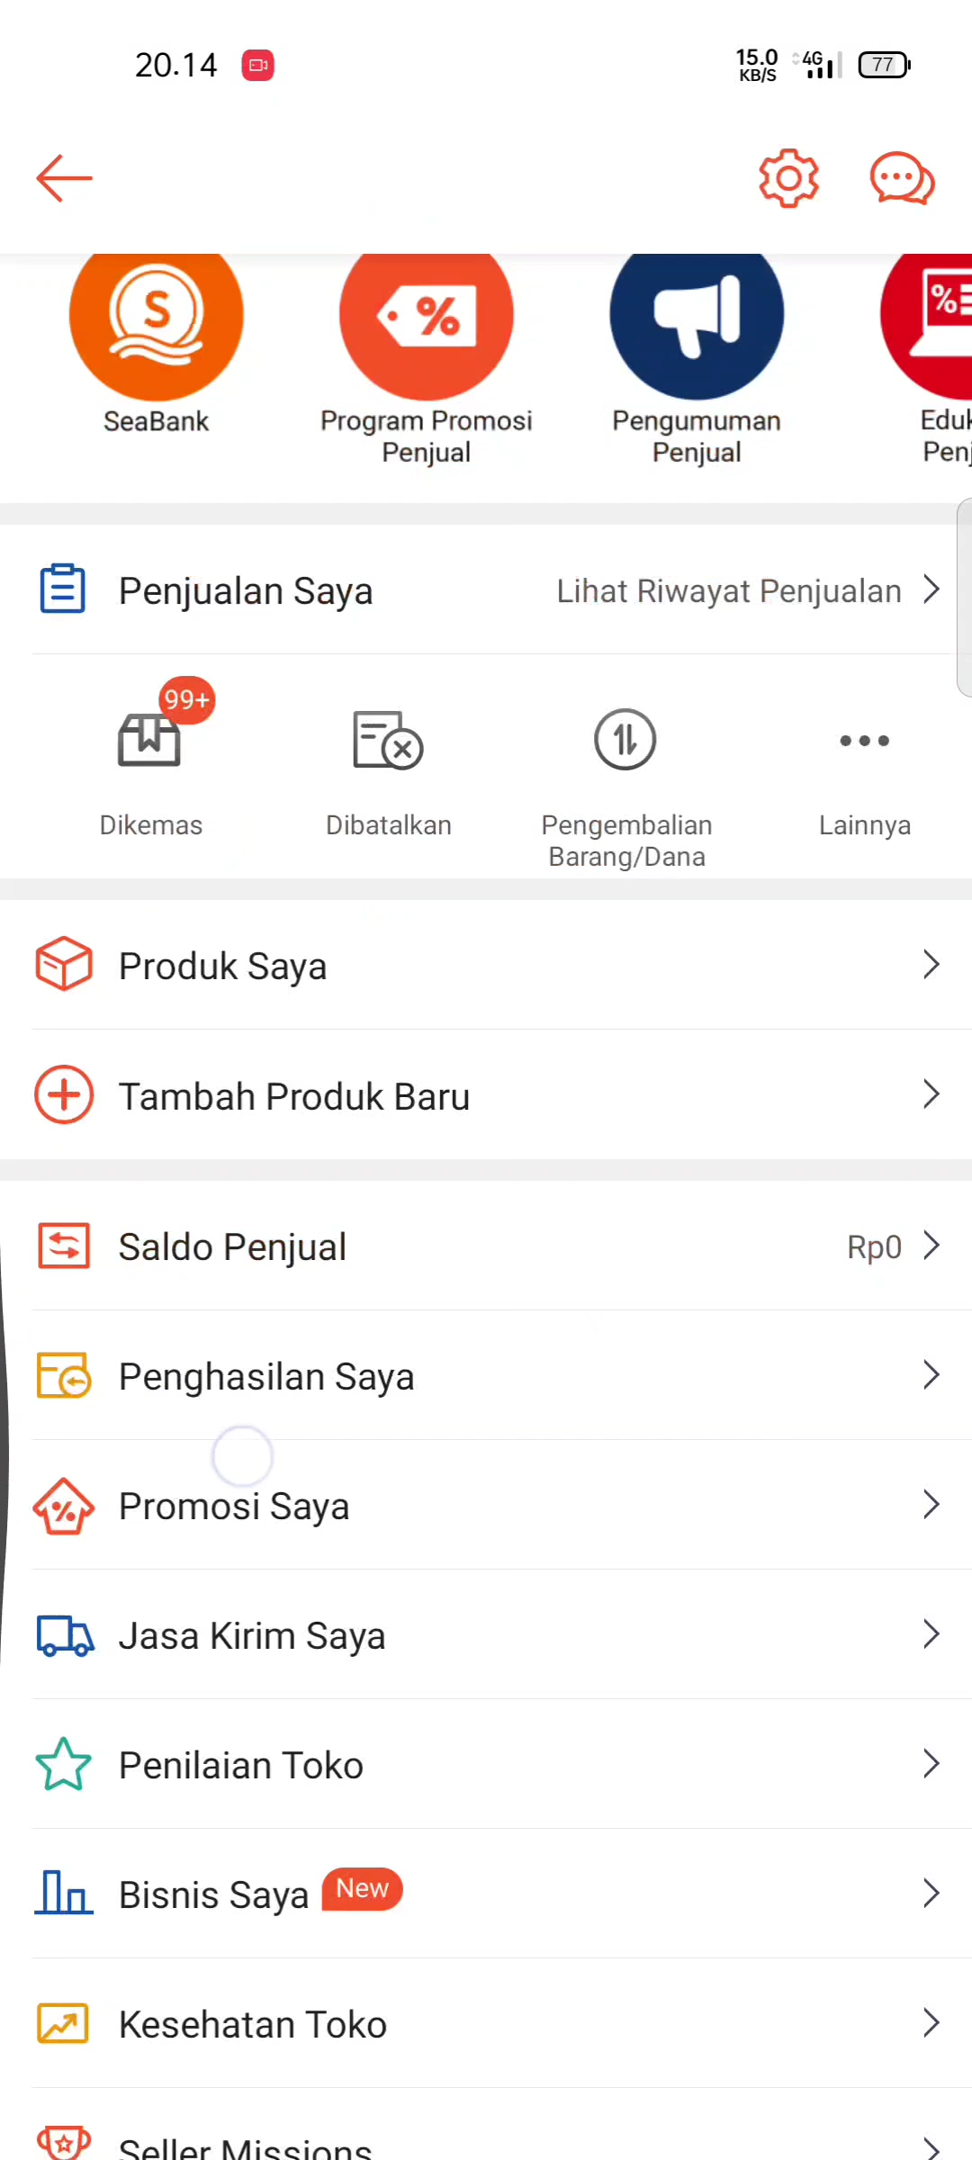 20.14
15.0
KB/S
4G
77
S
%
%
SeaBank
Program Promosi
Penjual
Pengumuman
Penjual
Eduk
Penj
Penjualan Saya
Lihat Riwayat Penjualan
99+
Dikemas
Dibatalkan
Pengembalian
Barang/Dana
Lainnya
Produk Saya
Tambah Produk Baru
Saldo Penjual
Rp0
Penghasilan Saya
%
Promosi Saya
Jasa Kirim Saya
Penilaian Toko
Bisnis Saya
New
Kesehatan Toko
Seller Missions